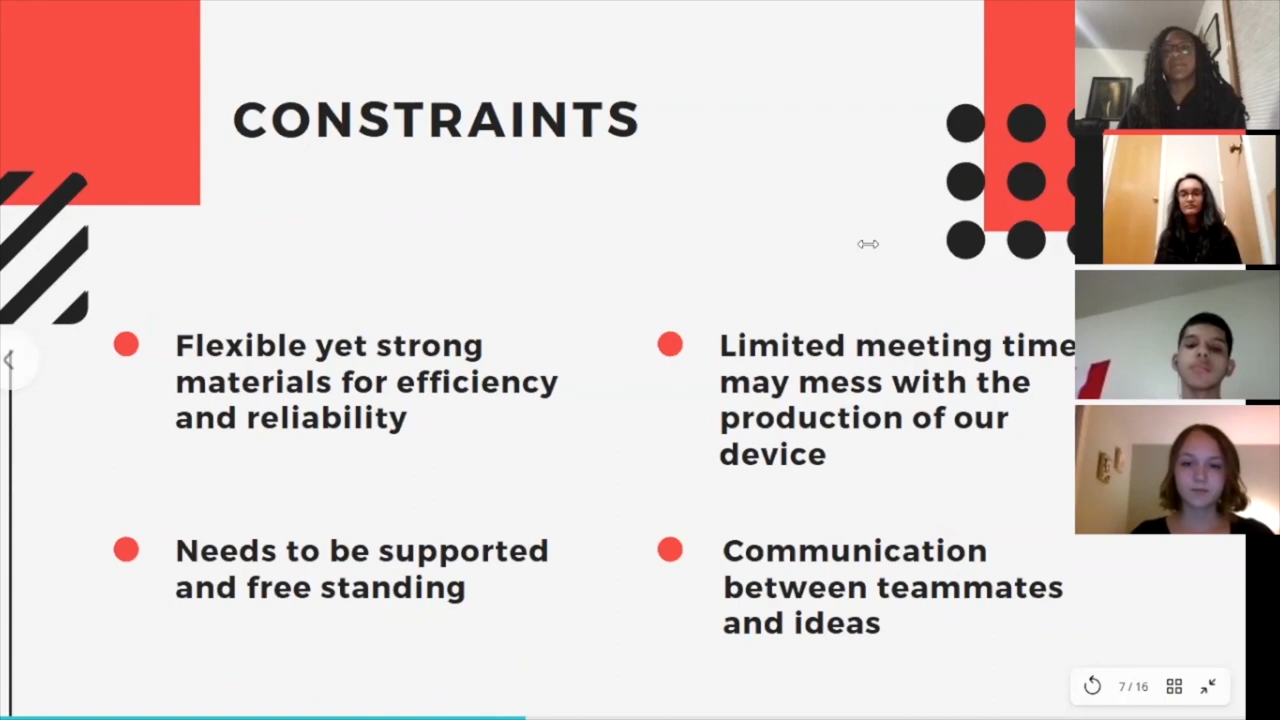 CONSTRAINTS
Flexible yet strong
materials for efficiency
and reliability
Limited meeting time
may mess with the
production of our
device
Needs to be supported
and free standing
Communication
between teammates
and ideas
7 / 16